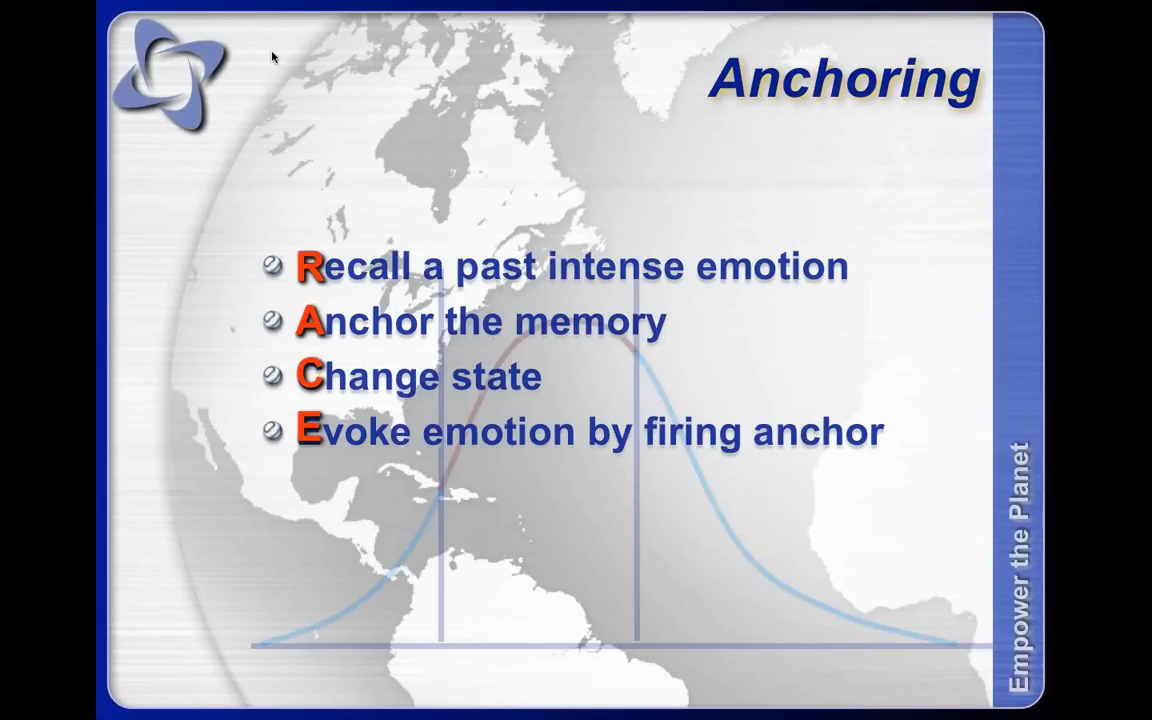 Anchoring
Recall a past intense emotion
Anchor the memory
Change state
Evoke emotion by firing anchor
Empower the Planet